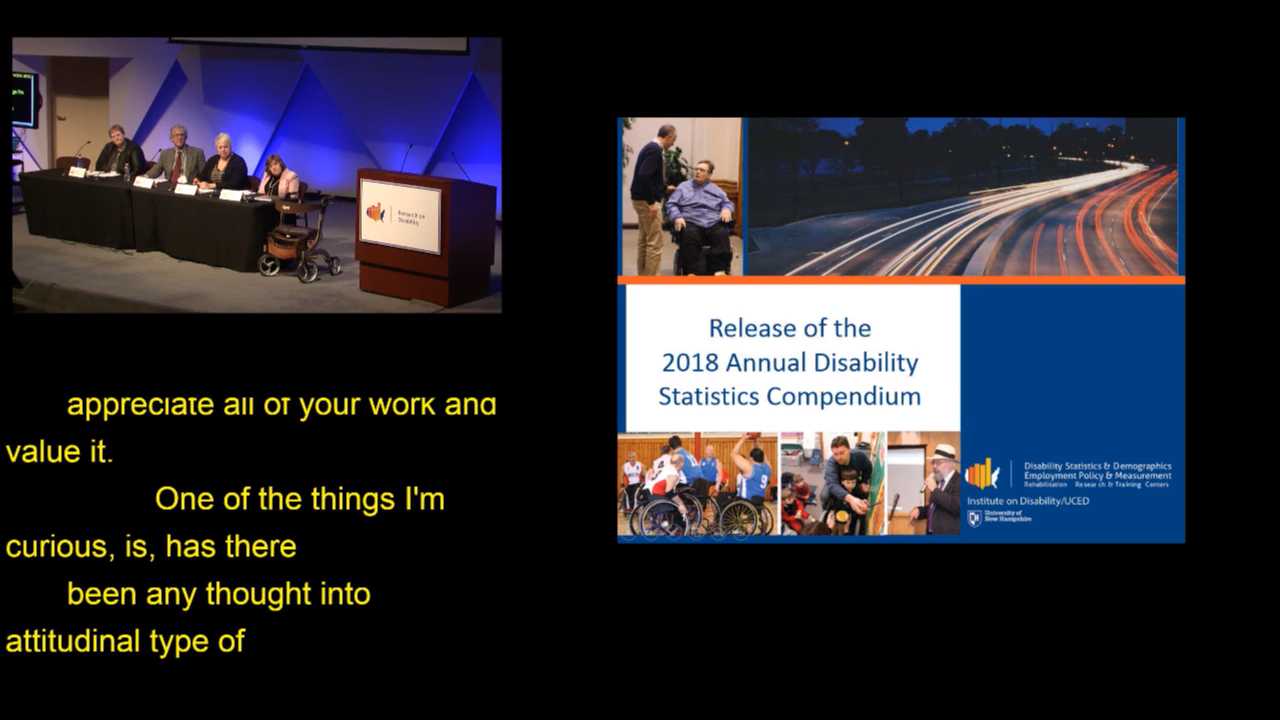 Research on
Disability
appreciate all of your work and
value it.
One of the things I'm
curious, is, has there
been any thought into
attitudinal type of
Release of the
2018 Annual Disability
Statistics Compendium
9
Disability Statistics & Demographics
Employment Policy & Measurement
Rehabilitation Research & Training Centers
Institute on Disability/UCED
University of
New Hampshire